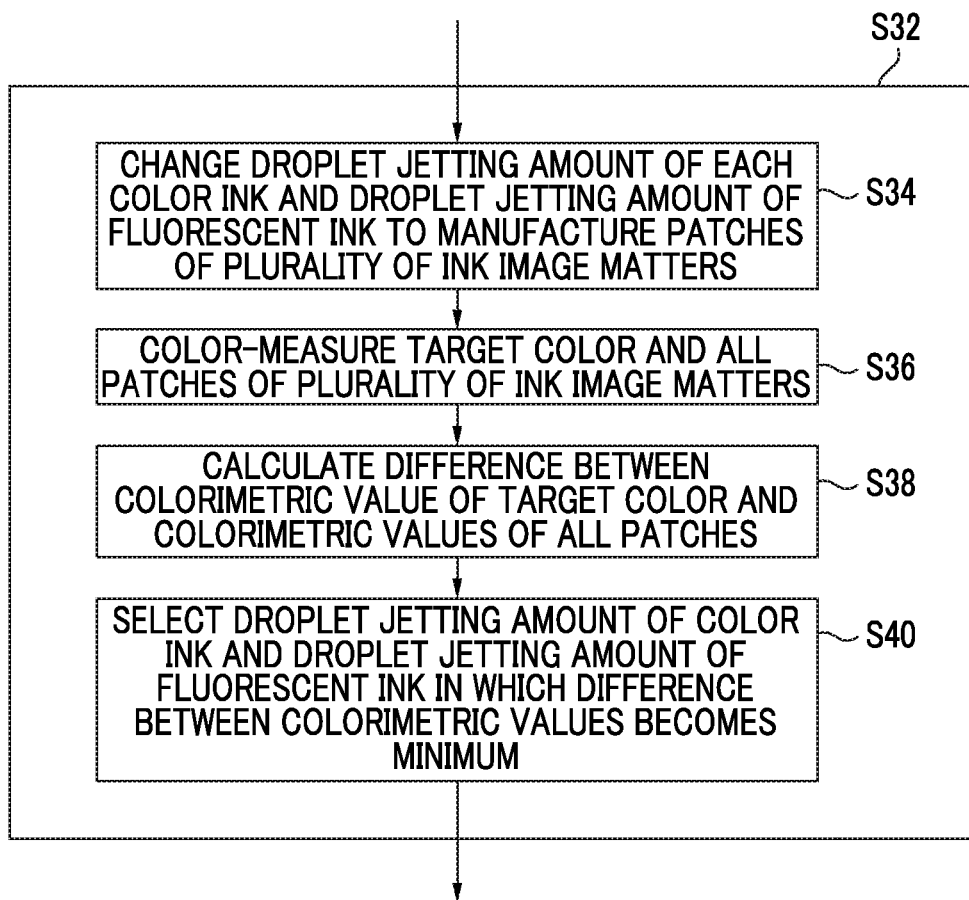 S32
CHANGE DROPLET JETTING AMOUNT OF EACH
COLOR INK AND DROPLET JETTING AMOUNT OF
FLUORESCENT INK TO MANUFACTURE PATCHES
OF PLURALITY OF INK IMAGE MATTERS
S34
COLOR-MEASURE TARGET COLOR AND ALL
PATCHES OF PLURALITY OF INK IMAGE MATTERS
S36
CALCULATE DIFFERENCE BETWEEN
COLORIMETRIC VALUE OF TARGET COLOR AND
COLORIMETRIC VALUES OF ALL PATCHES
S38
SELECT DROPLET JETTING AMOUNT OF COLOR
INK AND DROPLET JETTING AMOUNT OF
FLUORESCENT INK IN WHICH DIFFERENCE
BETWEEN COLORIMETRIC VALUES BECOMES
MINIMUM
S40